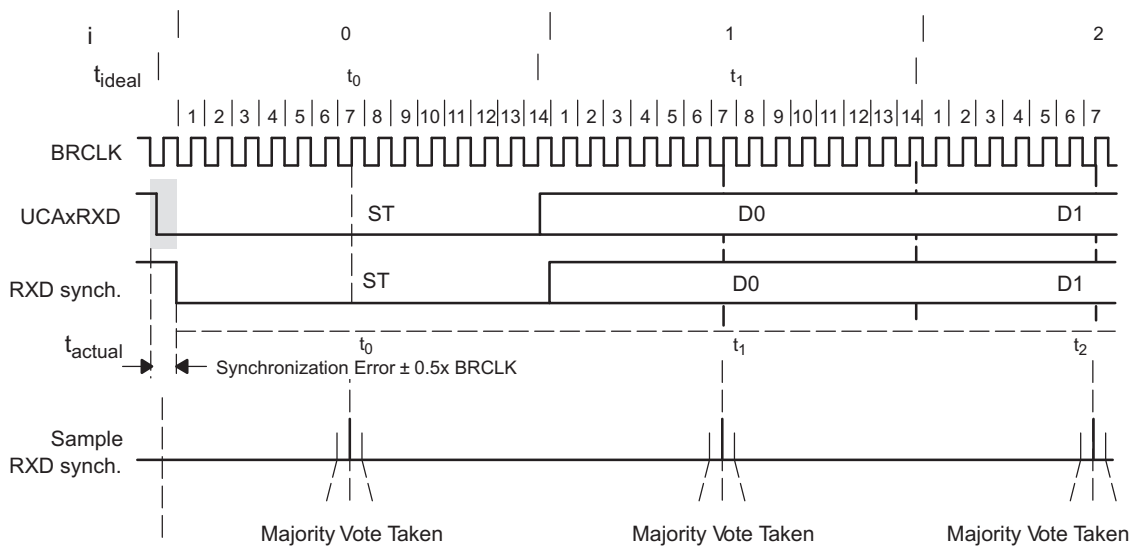 i 0 1 2
tideal t0 t1
1 2 3 4 5 6 7 8 9 10 11 12 13 14 1 2 3 4 5 6 7 8 9 10 11 12 13 14 1 2 3 4 5 6 7
BRCLK
UCAxRXD ST D0 D1
RXD synch. ST D0 D1
tactual t0 t1 t2
Synchronization Error ± 0.5x BRCLK
Sample
RXD synch.
Majority Vote Taken Majority Vote Taken Majority Vote Taken